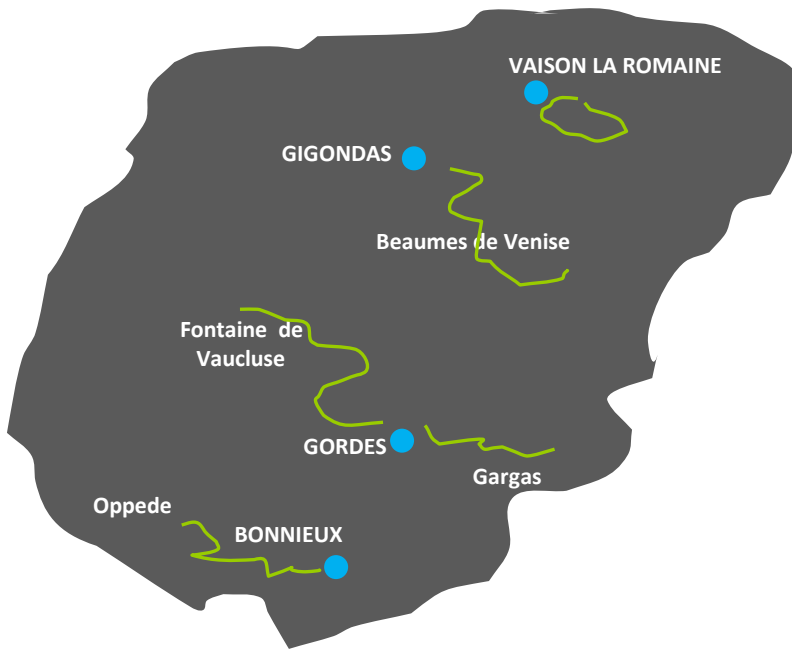 VAISON LA ROMAINE
GIGONDAS
Beaumes de Venise
Fontaine de
Vaucluse
GORDES
Gargas
Oppede
BONNIEUX